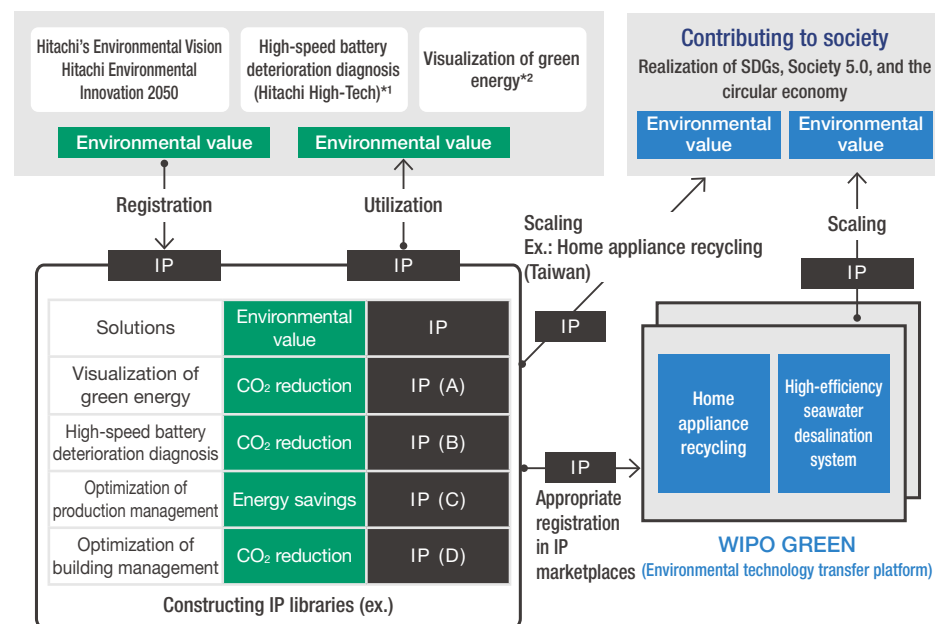 Hitachi's Environmental Vision
Hitachi Environmental
Innovation 2050
High-speed battery
deterioration diagnosis
(Hitachi High-Tech)*1
Visualization of green
energy*2
Environmental value
Environmental value
Contributing to society
Realization of SDGs, Society 5.0, and the
circular economy
Environmental
value
Environmental
value
Registration
Utilization
Scaling
Ex.: Home appliance recycling
(Taiwan)
Scaling
IP
IP
IP
IP
Solutions
Environmental
value
IP
Visualization of
green energy
CO₂ reduction
IP (A)
High-speed battery
deterioration diagnosis
CO₂ reduction
IP (B)
Optimization of
production management
Energy savings
IP (C)
Optimization of
building management
CO₂ reduction
IP (D)
Constructing IP libraries (ex.)
IP
Appropriate
registration
in IP
marketplaces
Home
appliance
recycling
High-efficiency
seawater
desalination
system
WIPO GREEN
(Environmental technology transfer platform)